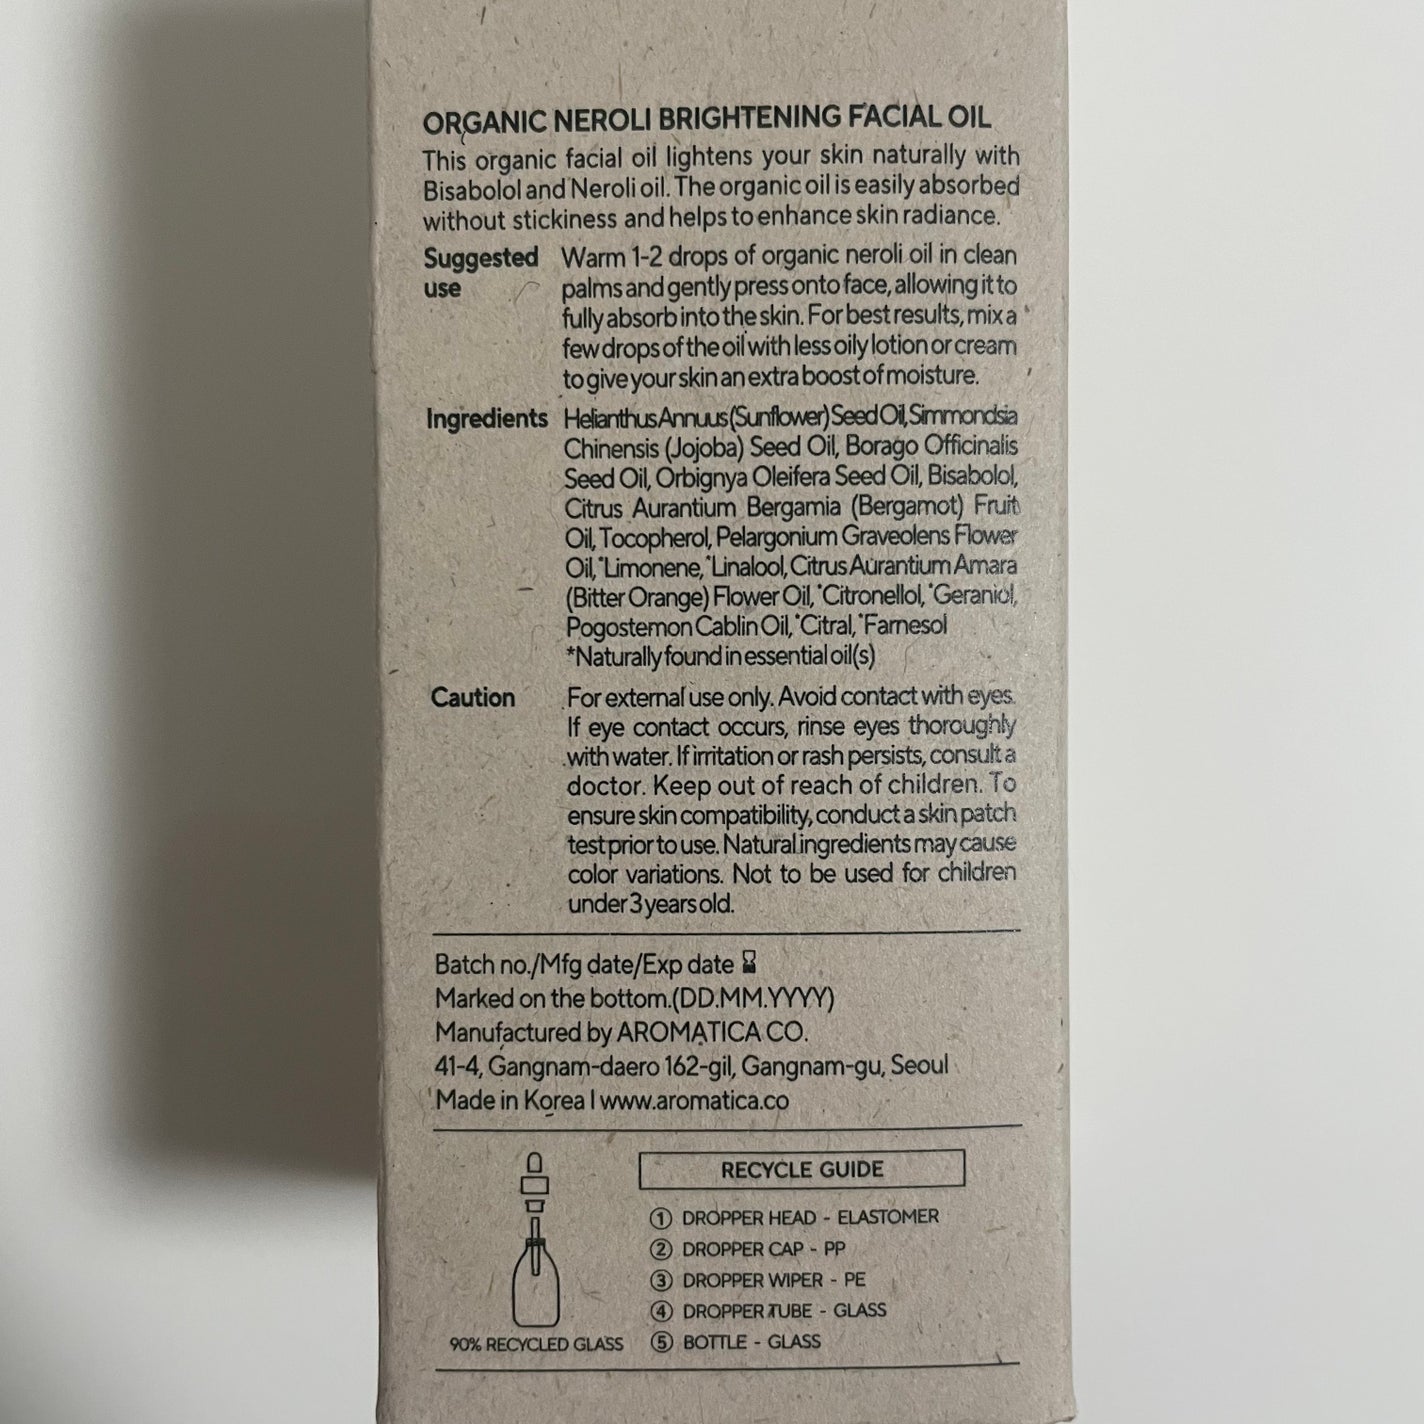 ORGANIC NEROLI BRIGHTENING FACIAL OIL
This organic facial oil lightens your skin naturally with
Bisabolol and Neroli oil. The organic oil is easily absorbed
without stickiness and helps to enhance skin radiance.
Suggested use
Warm 1-2 drops of organic neroli oil in clean
palms and gently press onto face, allowing it to
fully absorb into the skin. For best results, mix a
few drops of the oil with less oily lotion or cream
to give your skin an extra boost of moisture.
Ingredients
Helianthus Annuus (Sunflower) Seed Oil, Simmondsia
Chinensis (Jojoba) Seed Oil, Borago Officinalis
Seed Oil, Orbignya Oleifera Seed Oil, Bisabolol,
Citrus Aurantium Bergamia (Bergamot) Fruit
Oil, Tocopherol, Pelargonium Graveolens Flower
Oil, *Limonene, *Linalool, Citrus Aurantium Amara
(Bitter Orange) Flower Oil, *Citronellol, *Geraniol,
Pogostemon Cablin Oil, *Citral, *Farnesol
*Naturally found in essential oil(s)
Caution
For external use only. Avoid contact with eyes.
If eye contact occurs, rinse eyes thoroughly
with water. If irritation or rash persists, consult a
doctor. Keep out of reach of children. To
ensure skin compatibility, conduct a skin patch
test prior to use. Natural ingredients may cause
color variations. Not to be used for children
under 3 years old.
Batch no./Mfg date/Exp date
Marked on the bottom.(DD.MM.YYYY)
Manufactured by AROMATICA CO.
41-4, Gangnam-daero 162-gil, Gangnam-gu, Seoul
Made in Korea | www.aromatica.co
90% RECYCLED GLASS
RECYCLE GUIDE
① DROPPER HEAD - ELASTOMER
② DROPPER CAP - PP
③ DROPPER WIPER - PE
④ DROPPER TUBE - GLASS
⑤ BOTTLE - GLASS